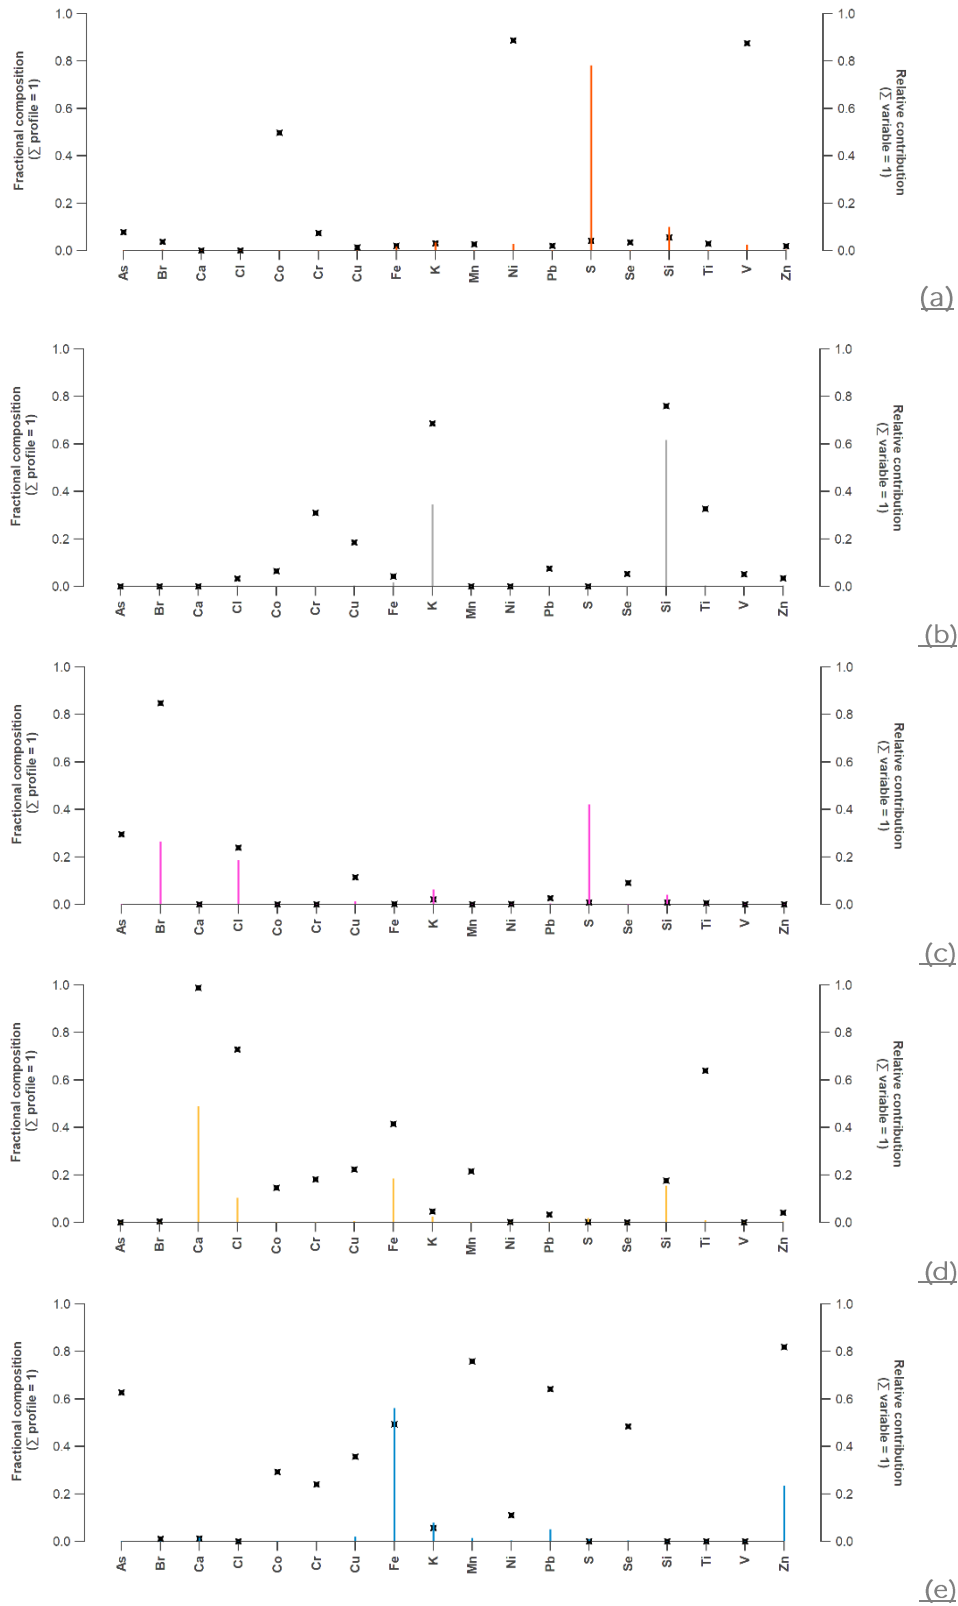 1.0 1.0
0.8 0.8
0.6 0.6
0.4 0.4
0.2 0.2
0.0 0.0
Fractional composition
(∑ profile = 1)
Relative contribution
(∑ variable = 1)
As Br Ca Cl Co Cr Cu Fe K Mn Ni Pb S Se Si Ti V Zn
(a)
1.0 1.0
0.8 0.8
0.6 0.6
0.4 0.4
0.2 0.2
0.0 0.0
Fractional composition
(∑ profile = 1)
Relative contribution
(∑ variable = 1)
As Br Ca Cl Co Cr Cu Fe K Mn Ni Pb S Se Si Ti V Zn
(b)
1.0 1.0
0.8 0.8
0.6 0.6
0.4 0.4
0.2 0.2
0.0 0.0
Fractional composition
(∑ profile = 1)
Relative contribution
(∑ variable = 1)
As Br Ca Cl Co Cr Cu Fe K Mn Ni Pb S Se Si Ti V Zn
(c)
1.0 1.0
0.8 0.8
0.6 0.6
0.4 0.4
0.2 0.2
0.0 0.0
Fractional composition
(∑ profile = 1)
Relative contribution
(∑ variable = 1)
As Br Ca Cl Co Cr Cu Fe K Mn Ni Pb S Se Si Ti V Zn
(d)
1.0 1.0
0.8 0.8
0.6 0.6
0.4 0.4
0.2 0.2
0.0 0.0
Fractional composition
(∑ profile = 1)
Relative contribution
(∑ variable = 1)
As Br Ca Cl Co Cr Cu Fe K Mn Ni Pb S Se Si Ti V Zn
(e)